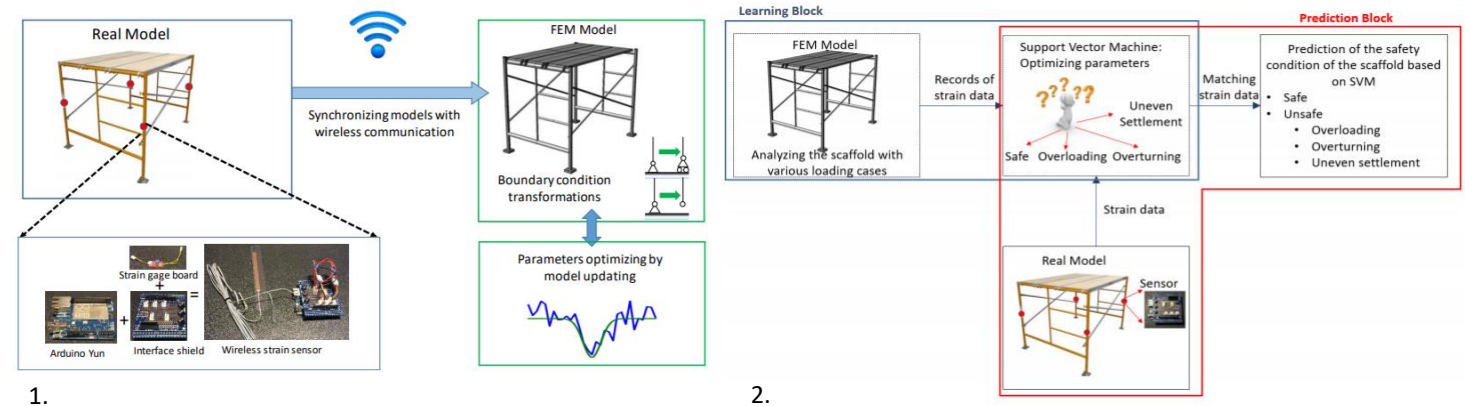 Real Model
Synchronizing models with
wireless communication
FEM Model
Boundary condition
transformations
Strain gage board
+
+
=
Arduino Yun
Interface shield
Wireless strain sensor
Parameters optimizing by
model updating
1.
Learning Block
Prediction Block
FEM Model
Analyzing the scaffold with
various loading cases
Records of
strain data
Support Vector Machine:
Optimizing parameters
?????
Uneven
Settlement
Safe Overloading Overturning
Matching
strain data
Prediction of the safety
condition of the scaffold based
on SVM
• Safe
• Unsafe
• Overloading
• Overturning
• Uneven settlement
Strain data
Real Model
Sensor
2.